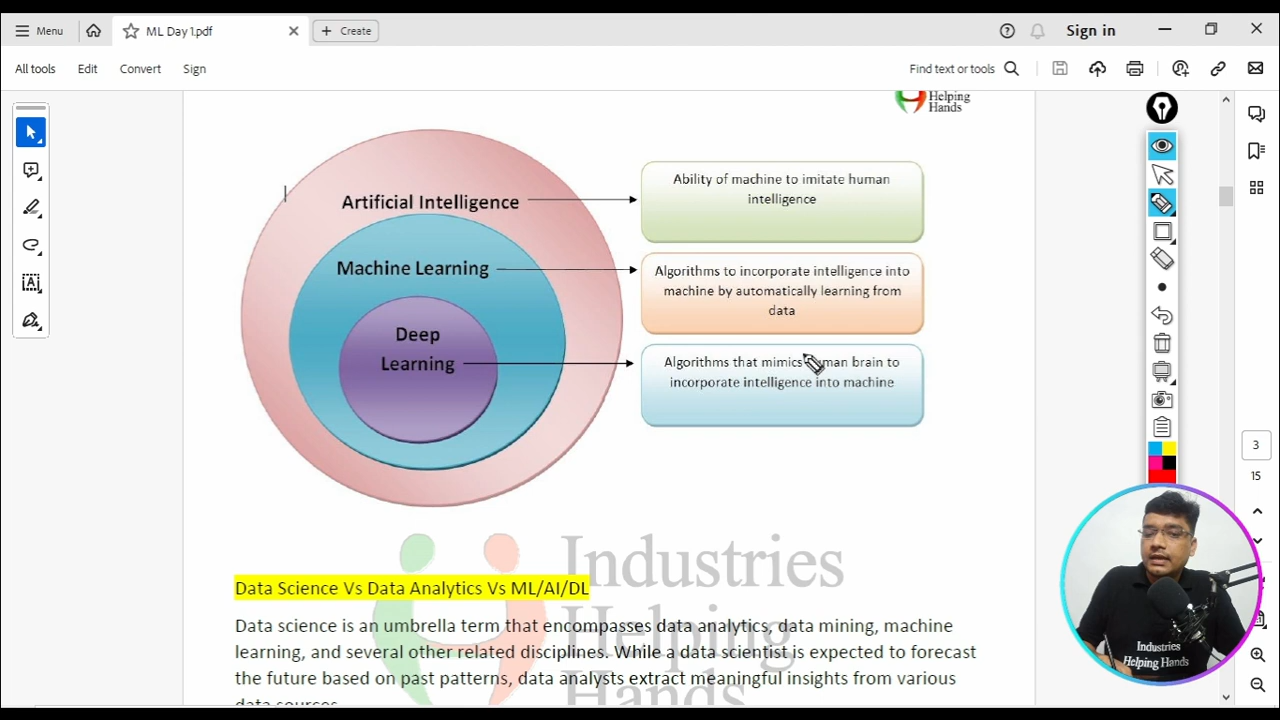 Menu
ML Day 1.pdf
Create
Sign in
All tools
Edit
Convert
Sign
Find text or tools
Helping
Hands
Artificial Intelligence
Ability of machine to imitate human
intelligence
Machine Learning
Algorithms to incorporate intelligence into
machine by automatically learning from
data
Deep
Learning
Algorithms that mimics human brain to
incorporate intelligence into machine
3
15
Industries
Helping
Hands
Data Science Vs Data Analytics Vs ML/AI/DL
Data science is an umbrella term that encompasses data analytics, data mining, machine
learning, and several other related disciplines. While a data scientist is expected to forecast
the future based on past patterns, data analysts extract meaningful insights from various
data sources.
Industries
Helping Hands